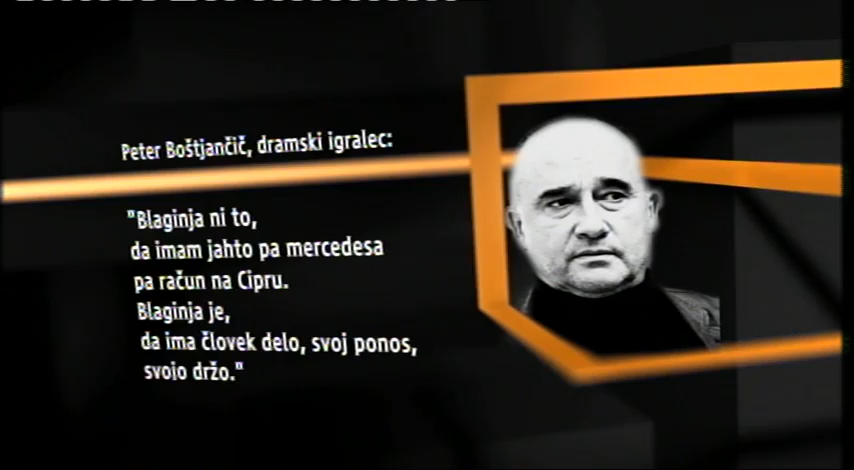 Peter Boštjančič, dramski igralec:
"Blaginja ni to,
da imam jahto pa mercedesa
pa račun na Cipru.
Blaginja je,
da ima človek delo, svoj ponos,
svojo držo."